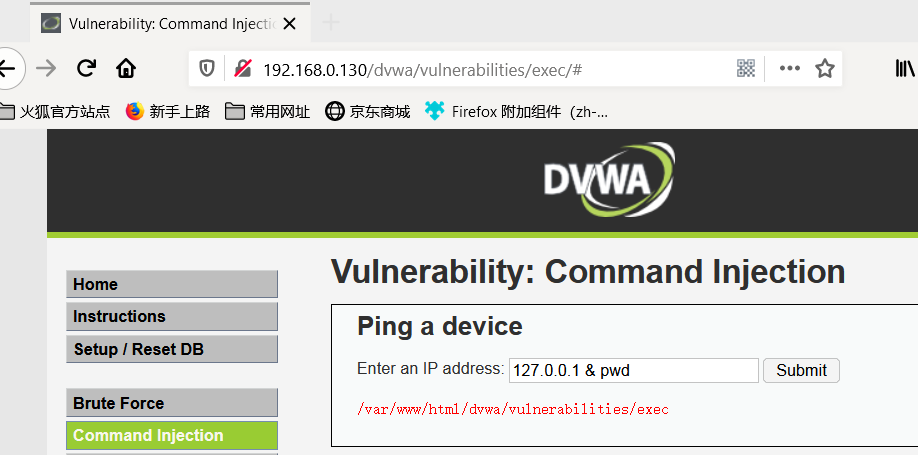 Vulnerability: Command Injectic
192.168.0.130/dvwa/vulnerabilities/exec/#
火狐官方站点 新手上路 常用网址 京东商城 Firefox 附加组件（zh-...
DVWA
Vulnerability: Command Injection
Home
Instructions
Setup / Reset DB
Brute Force
Command Injection
Ping a device
Enter an IP address: 127.0.0.1 & pwd Submit
/var/www/html/dvwa/vulnerabilities/exec